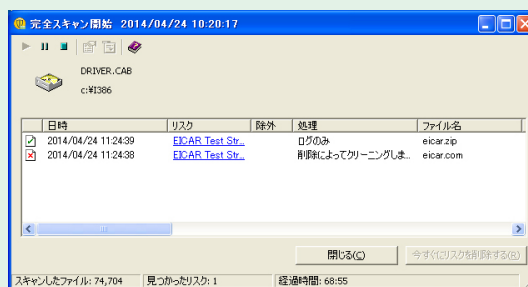 完全スキャン開始 2014/04/24 10:20:17
DRIVER.CAB
c:¥I386
日時 リスク 除外 処理 ファイル名
2014/04/24 11:24:39 EICAR Test Str... ログのみ eicar.zip
2014/04/24 11:24:38 EICAR Test Str... 削除によってクリーニングしま... eicar.com
閉じる(C) 今すぐにリスクを削除する(R)
スキャンしたファイル: 74,704 見つかったリスク: 1 経過時間: 68:55